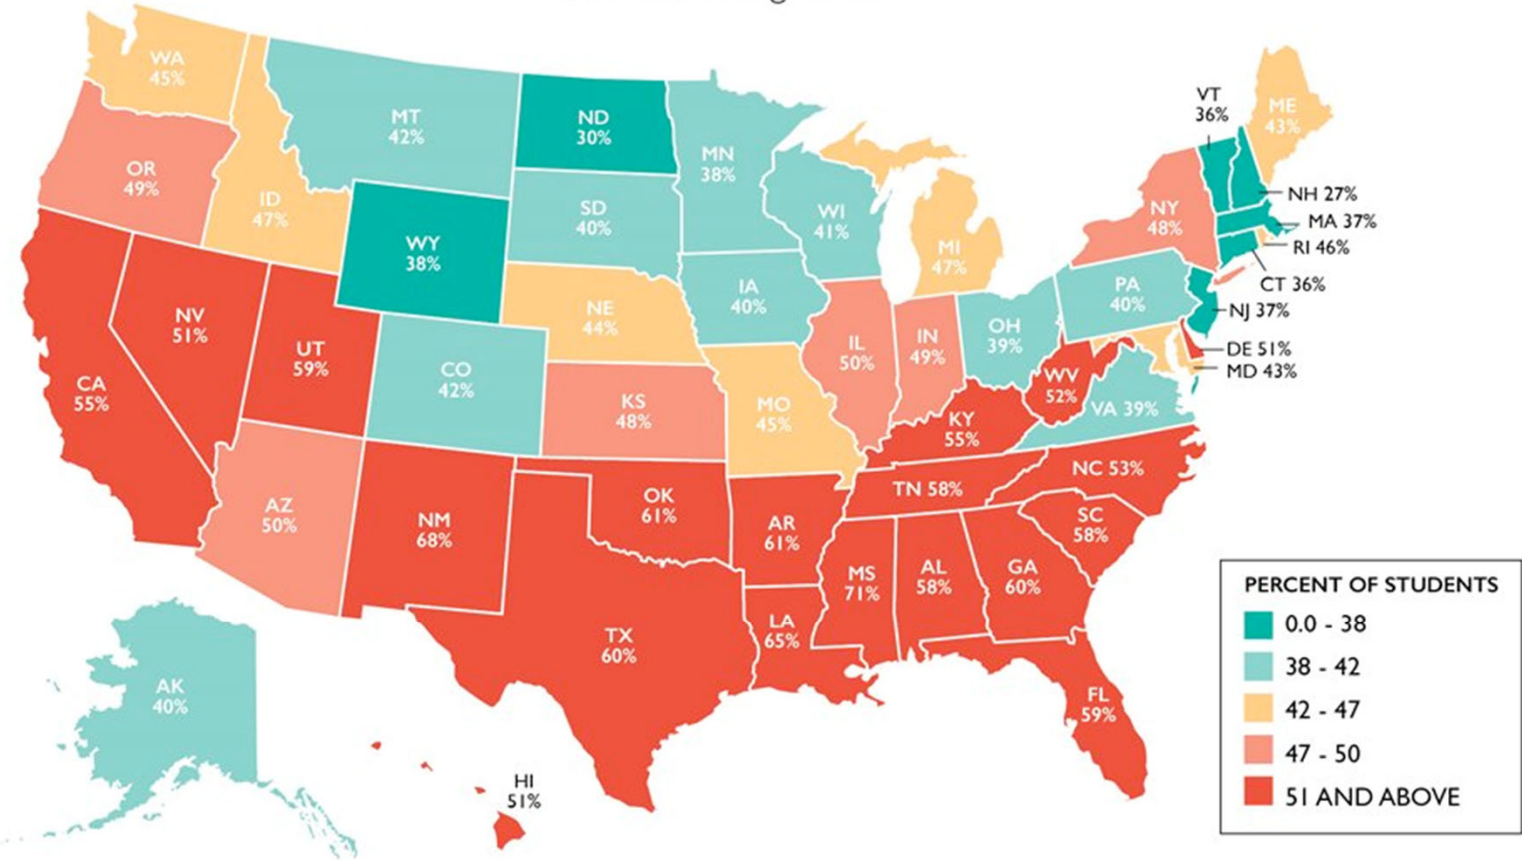 WA
45%
OR
49%
ID
47%
MT
42%
ND
30%
MN
38%
WI
41%
MI
47%
VT
36%
ME
43%
NH 27%
MA 37%
RI 46%
CT 36%
NJ 37%
DE 51%
MD 43%
NY
48%
PA
40%
SD
40%
WY
38%
NV
51%
UT
59%
CA
55%
CO
42%
NE
44%
IA
40%
IL
50%
IN
49%
OH
39%
WV
52%
VA 39%
KY
55%
KS
48%
MO
45%
AZ
50%
NM
68%
OK
61%
AR
61%
TN 58%
NC 53%
SC
58%
MS
71%
AL
58%
GA
60%
TX
60%
LA
65%
FL
59%
AK
40%
HI
51%
PERCENT OF STUDENTS
0.0 - 38
38 - 42
42 - 47
47 - 50
51 AND ABOVE